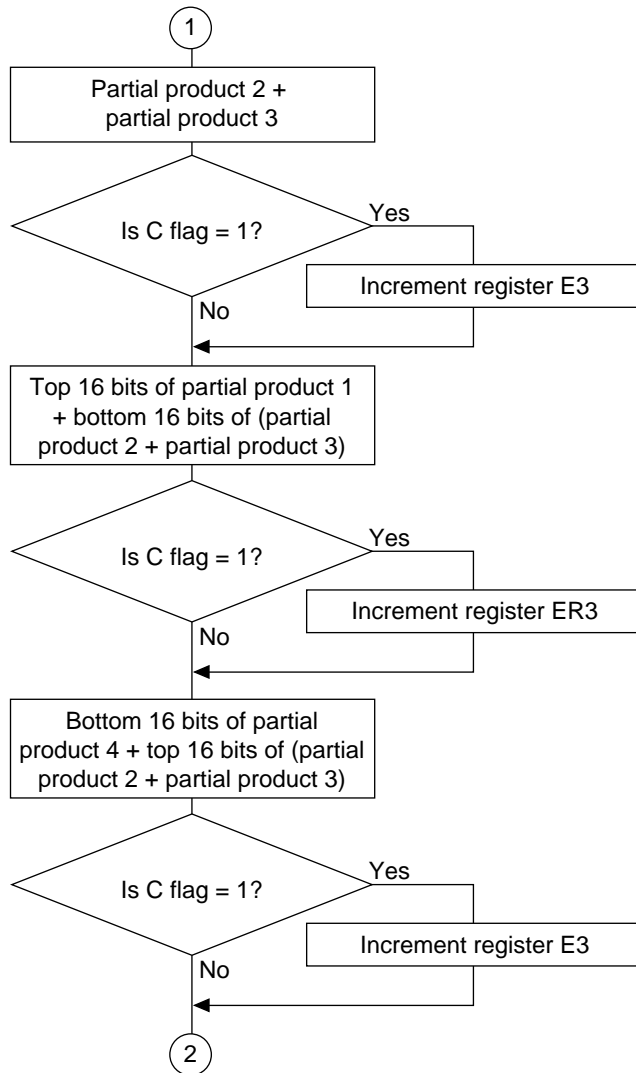 1
Partial product 2 +
partial product 3
Is C flag = 1?
Yes
Increment register E3
No
Top 16 bits of partial product 1
+ bottom 16 bits of (partial
product 2 + partial product 3)
Is C flag = 1?
Yes
Increment register ER3
No
Bottom 16 bits of partial
product 4 + top 16 bits of (partial
product 2 + partial product 3)
Is C flag = 1?
Yes
Increment register E3
No
2